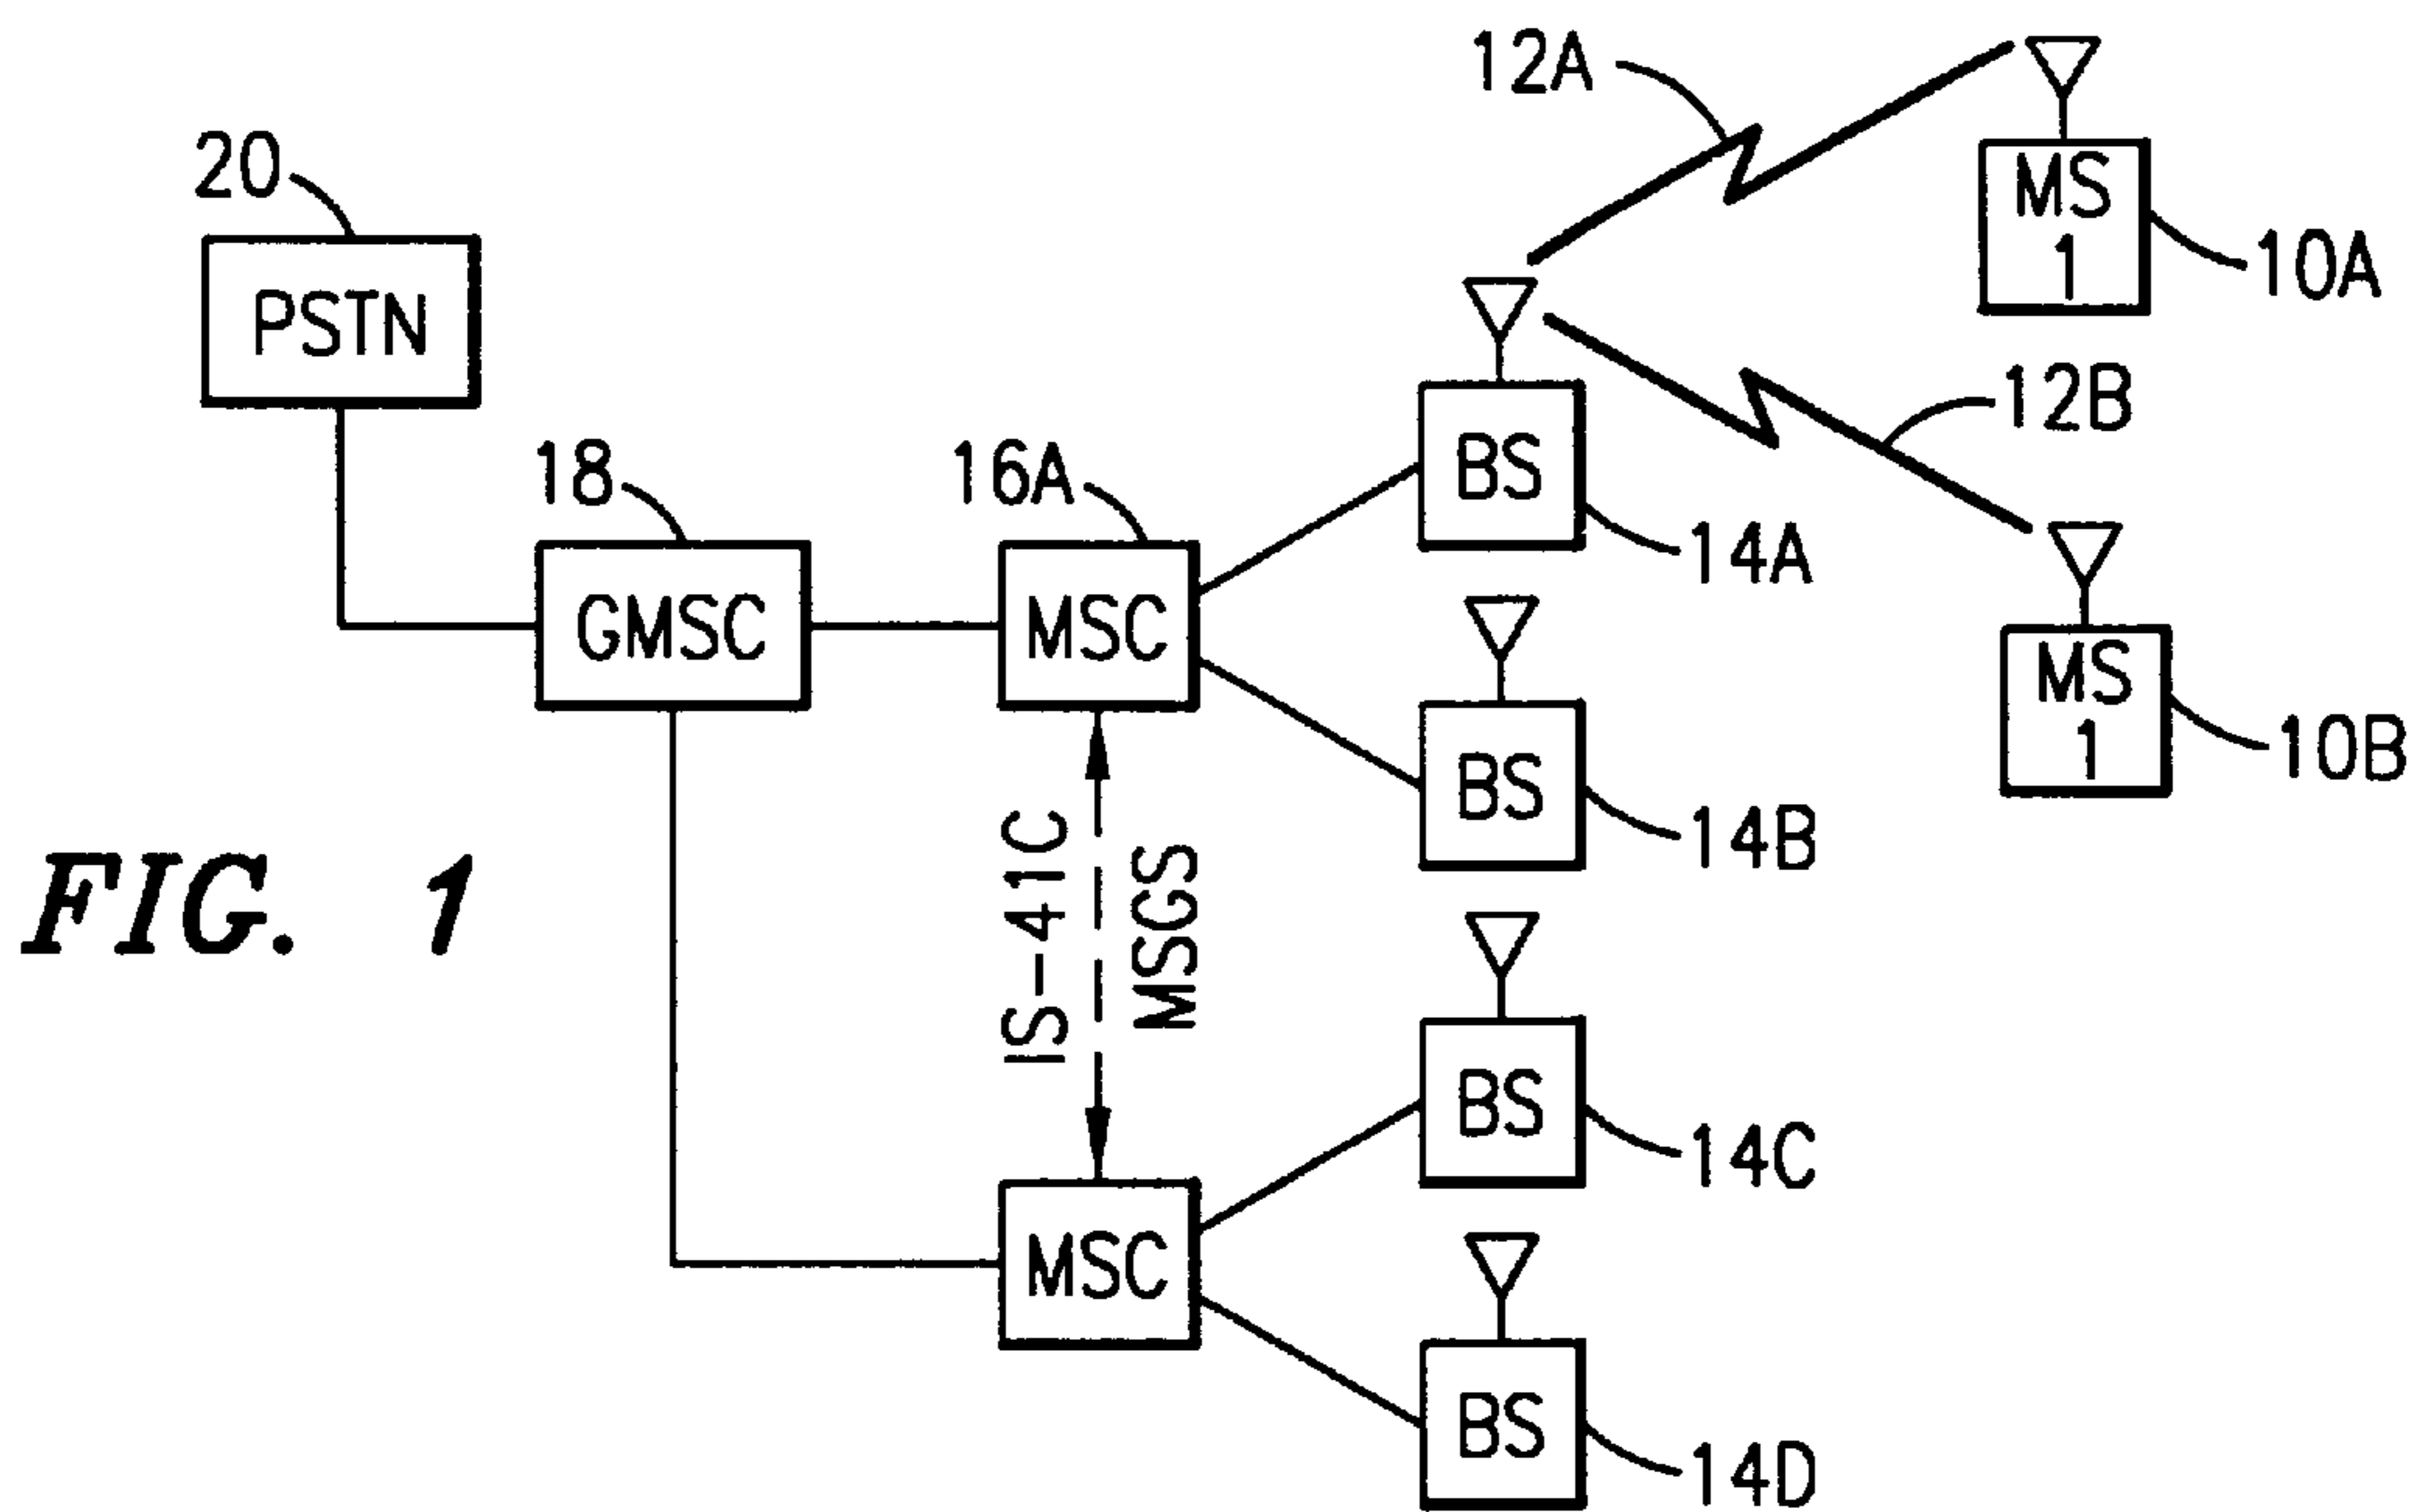 12A
MS
1
10A
20
PSTN
12B
18
16A
BS
14A
GMSC
MSC
MS
1
10B
BS
14B
IS-41C
MSGS
FIG. 1
BS
14C
MSC
BS
14D